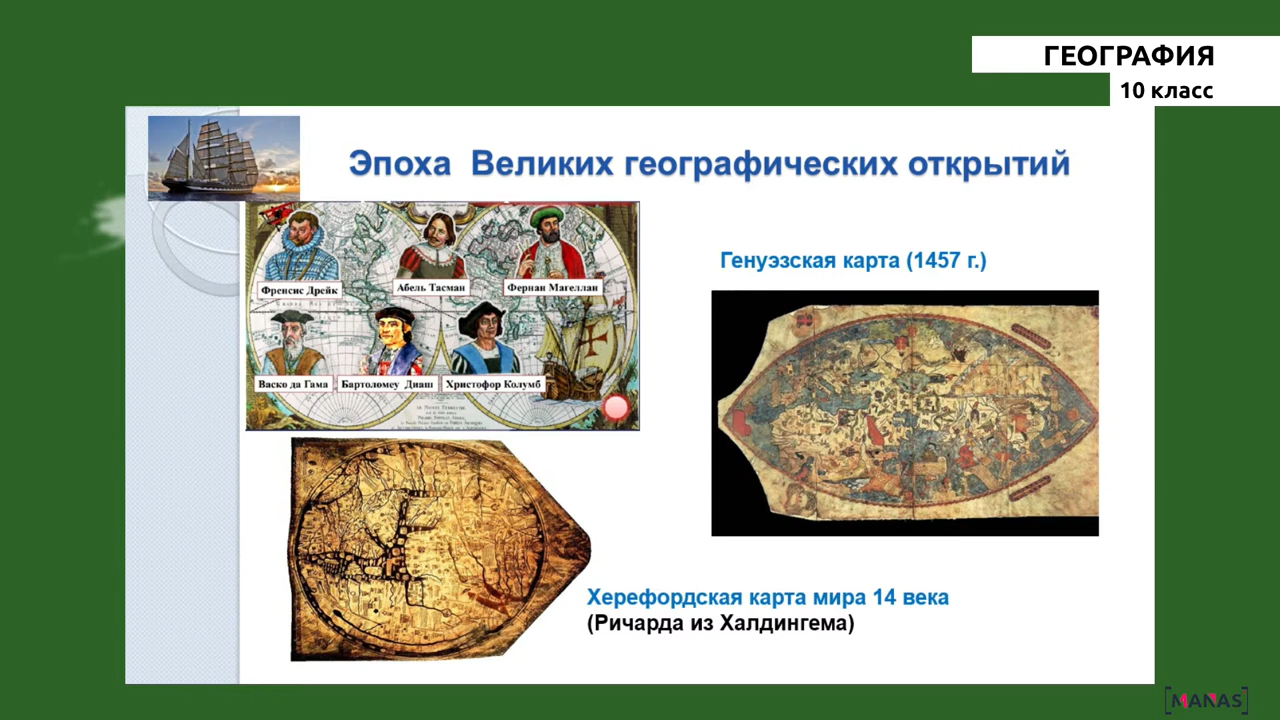 ГЕОГРАФИЯ
10 класс
Эпоха Великих географических открытий
Френсис Дрейк
Абель Тасман
Фернан Магеллан
Васко да Гама
Бартоломеу Диаш
Христофор Колумб
Генуэзская карта (1457 г.)
Херефордская карта мира 14 века
(Ричарда из Халдингема)
[MANAS]